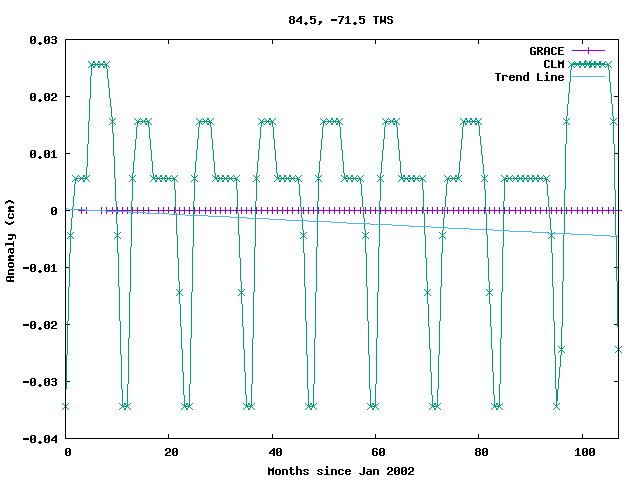 84.5, -71.5 TWS
GRACE
CLM
Trend Line
0.03
0.02
0.01
0
-0.01
-0.02
-0.03
-0.04
Anomaly (cm)
0 20 40 60 80 100
Months since Jan 2002